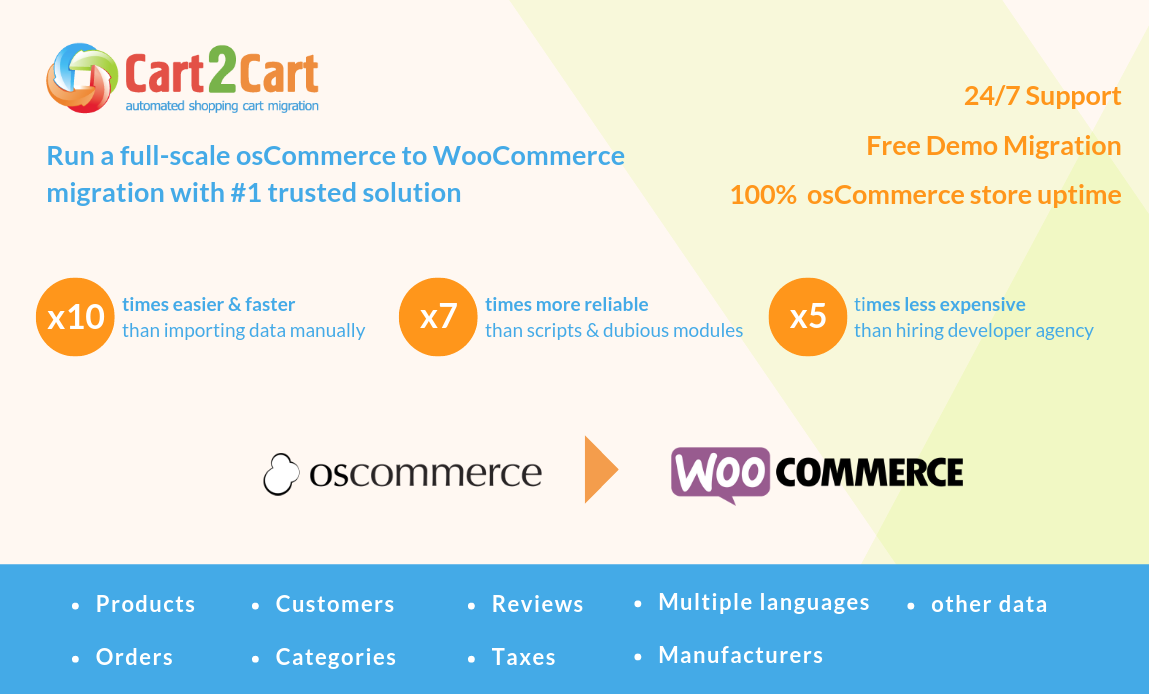 Cart2Cart
automated shopping cart migration
24/7 Support
Free Demo Migration
100% osCommerce store uptime
Run a full-scale osCommerce to WooCommerce
migration with #1 trusted solution
x10
times easier & faster
than importing data manually
x7
times more reliable
than scripts & dubious modules
x5
times less expensive
than hiring developer agency
oscommerce
WOO COMMERCE
• Products
• Customers
• Reviews
• Multiple languages
• other data
• Orders
• Categories
• Taxes
• Manufacturers